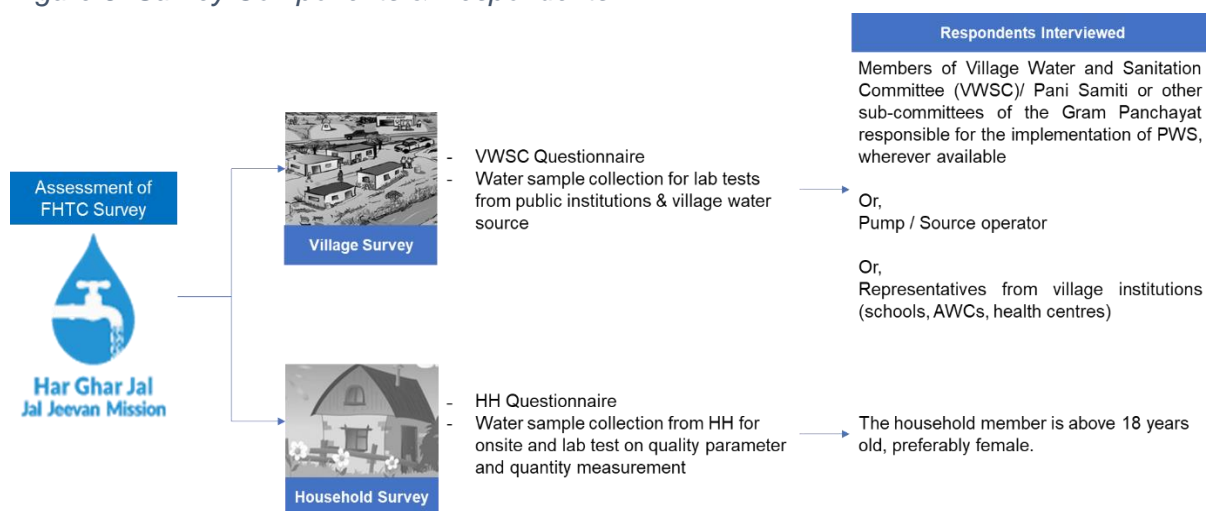 Respondents Interviewed
Assessment of
FHTC Survey
Har Ghar Jal
Jal Jeevan Mission
Village Survey
- VWSC Questionnaire
- Water sample collection for lab tests
from public institutions & village water
source
Members of Village Water and Sanitation
Committee (VWSC)/ Pani Samiti or other
sub-committees of the Gram Panchayat
responsible for the implementation of PWS,
wherever available
Or,
Pump / Source operator
Or,
Representatives from village institutions
(schools, AWCs, health centres)
Household Survey
- HH Questionnaire
- Water sample collection from HH for
onsite and lab test on quality parameter
and quantity measurement
The household member is above 18 years
old, preferably female.